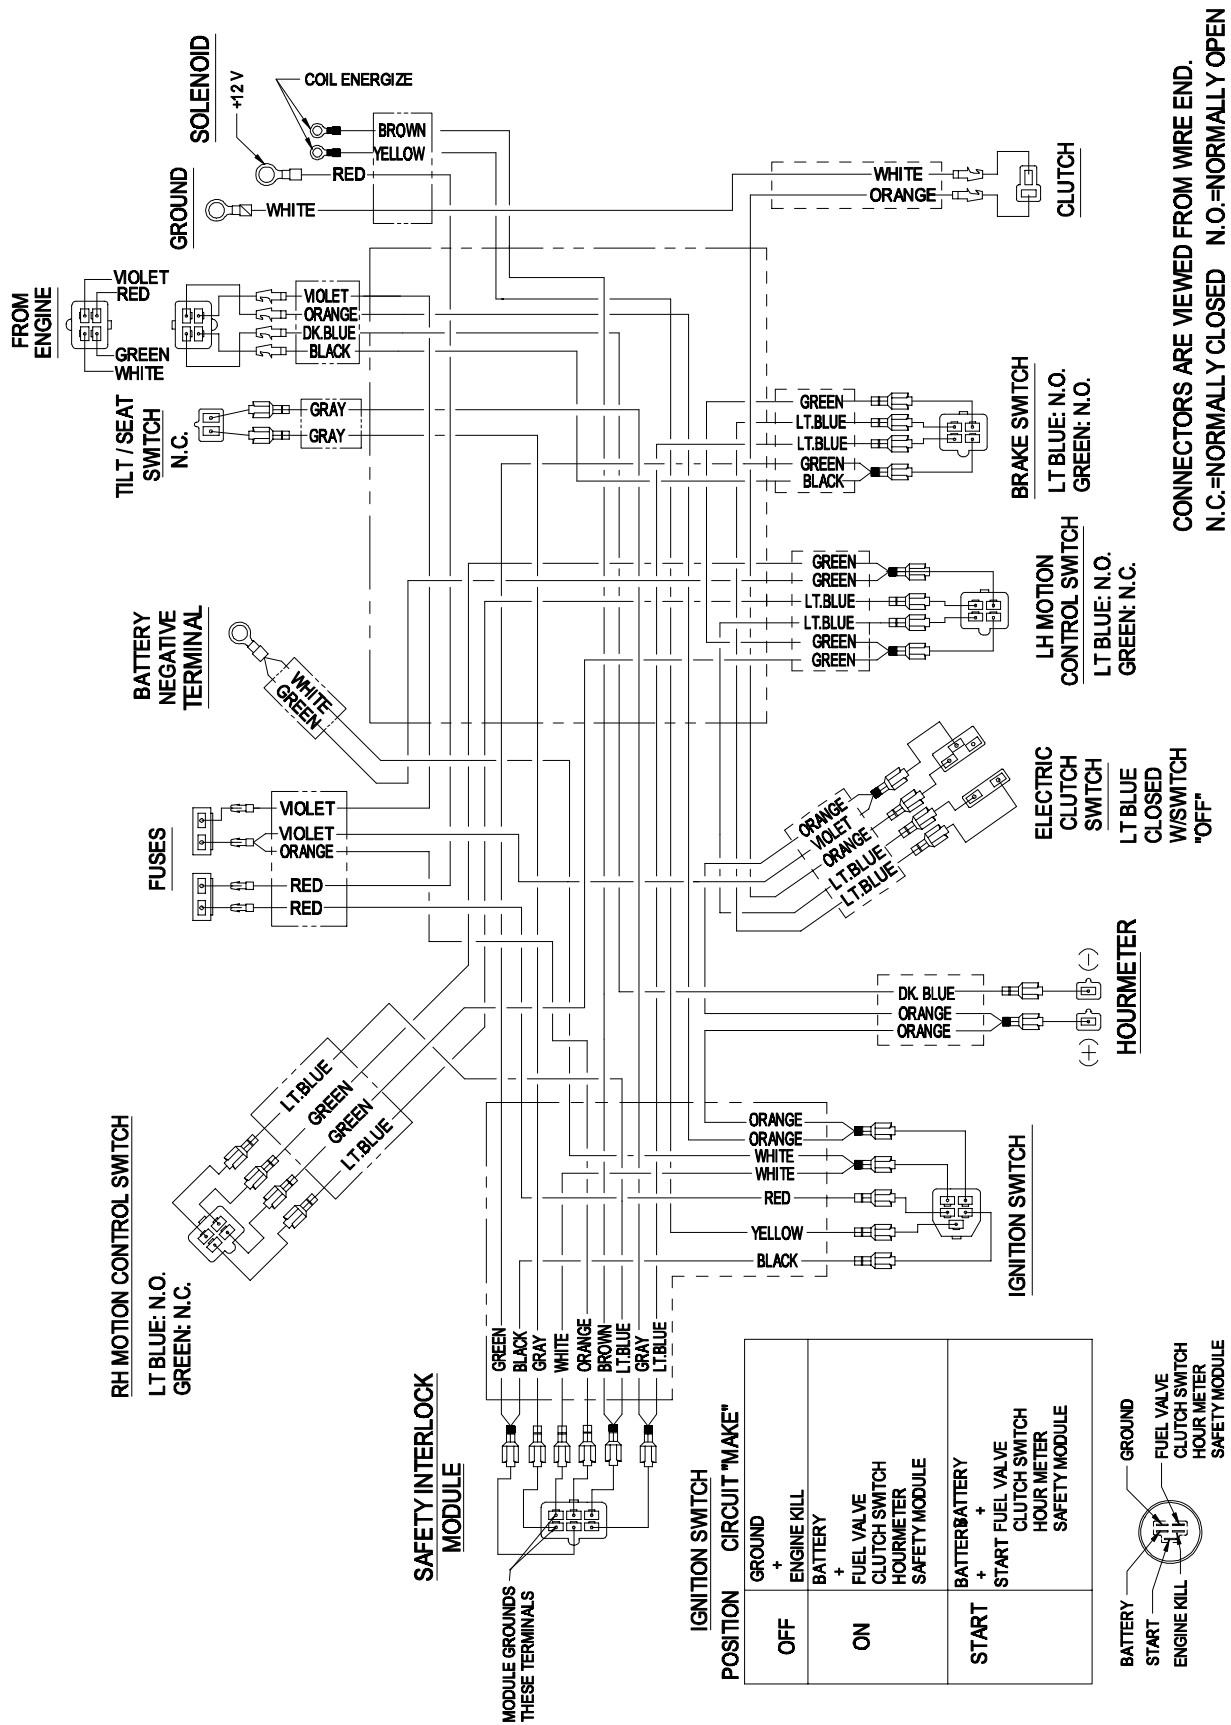 SOLENOID
+12 V
COIL ENERGIZE
BROWN
YELLOW
RED
GROUND
WHITE
FROM
ENGINE
VIOLET
RED
GREEN
WHITE
VIOLET
ORANGE
DK.BLUE
BLACK
TILT / SEAT
SWITCH
N.C.
GRAY
GRAY
BATTERY
NEGATIVE
TERMINAL
WHITE
GREEN
FUSES
VIOLET
VIOLET
ORANGE
RED
RED
RH MOTION CONTROL SWITCH
LT BLUE: N.O.
GREEN: N.C.
LT.BLUE
GREEN
GREEN
LT.BLUE
SAFETY INTERLOCK
MODULE
GREEN
BLACK
GRAY
WHITE
ORANGE
BROWN
LT.BLUE
GRAY
LT.BLUE
MODULE GROUNDS
THESE TERMINALS
WHITE
ORANGE
CLUTCH
GREEN
LT.BLUE
LT.BLUE
GREEN
BLACK
BRAKE SWITCH
LT BLUE: N.O.
GREEN: N.O.
GREEN
GREEN
LT.BLUE
LT.BLUE
GREEN
GREEN
LH MOTION
CONTROL SWITCH
LT BLUE: N.O.
GREEN: N.C.
ORANGE
VIOLET
ORANGE
LT.BLUE
LT.BLUE
ELECTRIC
CLUTCH
SWITCH
LT BLUE
CLOSED
W/SWITCH
"OFF"
DK. BLUE
ORANGE
ORANGE
(-)
(+)
HOURMETER
ORANGE
ORANGE
WHITE
WHITE
RED
YELLOW
BLACK
IGNITION SWITCH
IGNITION SWITCH
POSITION CIRCUIT "MAKE"
OFF
GROUND
+
ENGINE KILL
ON
BATTERY
+
FUEL VALVE
CLUTCH SWITCH
HOURMETER
SAFETY MODULE
START
BATTERY BATTERY
+ +
START FUEL VALVE
CLUTCH SWITCH
HOUR METER
SAFETY MODULE
BATTERY
START
ENGINE KILL
GROUND
FUEL VALVE
CLUTCH SWITCH
HOUR METER
SAFETY MODULE
CONNECTORS ARE VIEWED FROM WIRE END.
N.C.=NORMALLY CLOSED N.O.=NORMALLY OPEN